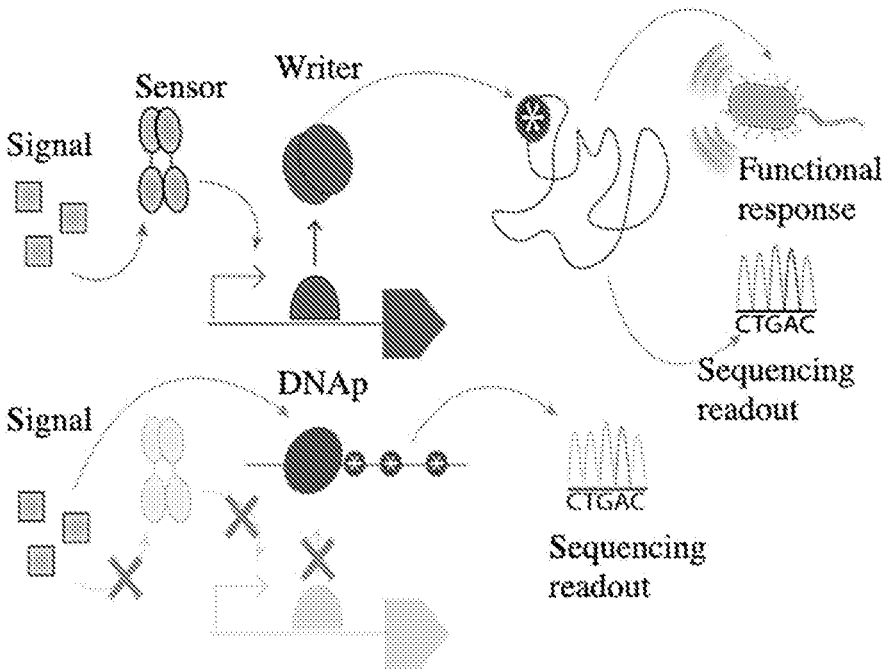 Signal
Sensor
Writer
Functional
response
CTGAC
Sequencing
readout
Signal
DNAp
CTGAC
Sequencing
readout